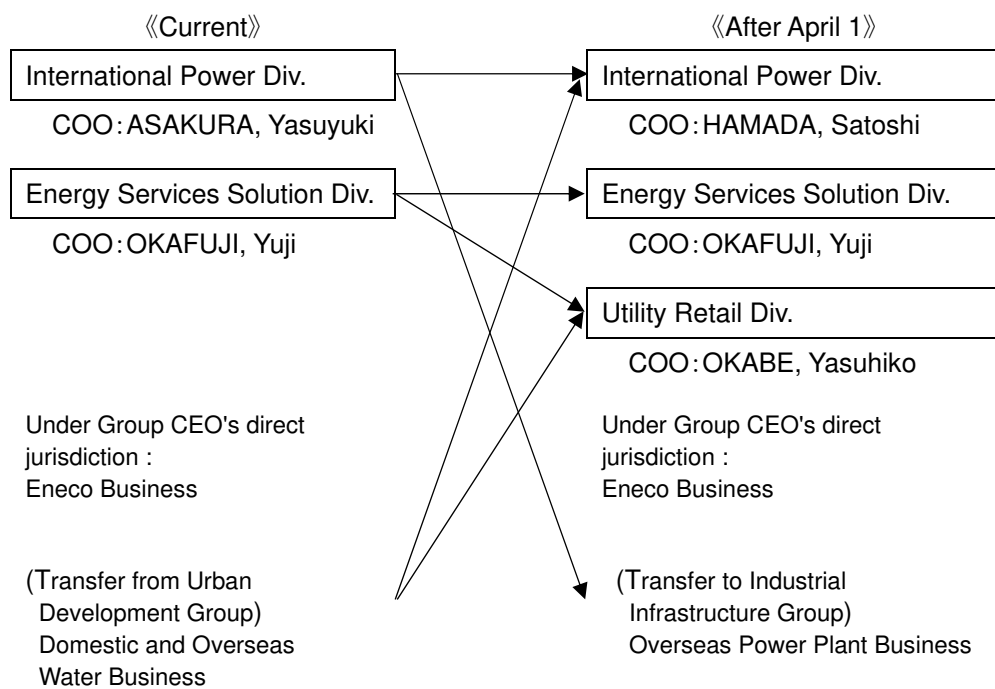 《Current》
International Power Div.
COO：ASAKURA, Yasuyuki
Energy Services Solution Div.
COO：OKAFUJI, Yuji
Under Group CEO's direct
jurisdiction :
Eneco Business
(Transfer from Urban
Development Group)
Domestic and Overseas
Water Business
《After April 1》
International Power Div.
COO：HAMADA, Satoshi
Energy Services Solution Div.
COO：OKAFUJI, Yuji
Utility Retail Div.
COO：OKABE, Yasuhiko
Under Group CEO's direct
jurisdiction :
Eneco Business
(Transfer to Industrial
Infrastructure Group)
Overseas Power Plant Business